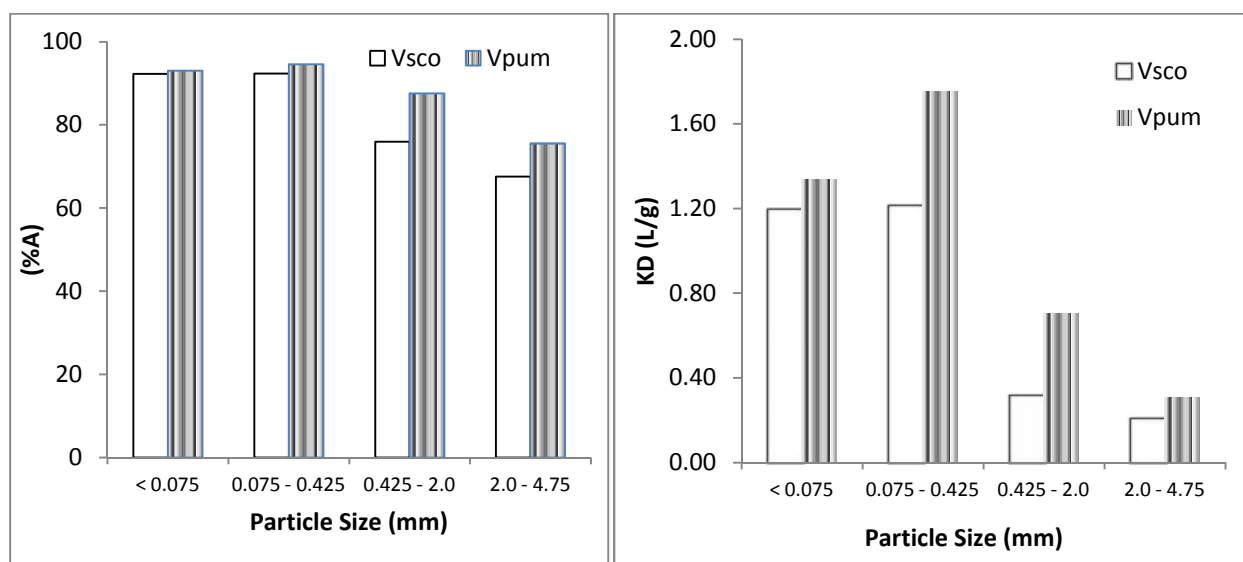 100
80
60
40
20
0
(%A)
Vsco Vpum
< 0.075 0.075 - 0.425 0.425 - 2.0 2.0 - 4.75
Particle Size (mm)
2.00
1.60
1.20
0.80
0.40
0.00
KD (L/g)
Vsco
Vpum
< 0.075 0.075 - 0.425 0.425 - 2.0 2.0 - 4.75
Particle Size (mm)